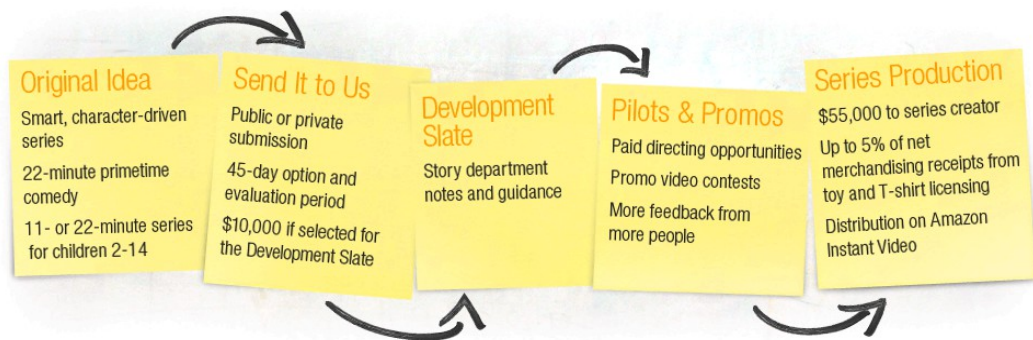 Original Idea
Smart, character-driven
series
22-minute primetime
comedy
11- or 22-minute series
for children 2-14
Send It to Us
Public or private
submission
45-day option and
evaluation period
$10,000 if selected for
the Development Slate
Development
Slate
Story department
notes and guidance
Pilots & Promos
Paid directing opportunities
Promo video contests
More feedback from
more people
Series Production
$55,000 to series creator
Up to 5% of net
merchandising receipts from
toy and T-shirt licensing
Distribution on Amazon
Instant Video